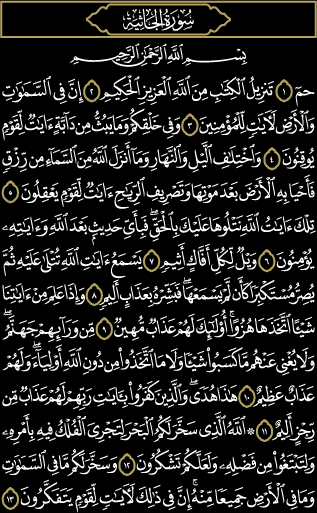 سُورَةُ الجَاثِيَةِ
بِسۡمِ ٱللَّهِ ٱلرَّحۡمَٰنِ ٱلرَّحِيمِ
حمٓ ١ تَنزِيلُ ٱلۡكِتَٰبِ مِنَ ٱللَّهِ ٱلۡعَزِيزِ ٱلۡحَكِيمِ ٢ إِنَّ فِي ٱلسَّمَٰوَٰتِ
وَٱلۡأَرۡضِ لَأٓيَٰتٖ لِّلۡمُؤۡمِنِينَ ٣ وَفِي خَلۡقِكُمۡ وَمَا يَبُثُّ مِن دَآبَّةٍ ءَايَٰتٞ لِّقَوۡمٖ
يُوقِنُونَ ٤ وَٱخۡتِلَٰفِ ٱلَّيۡلِ وَٱلنَّهَارِ وَمَآ أَنزَلَ ٱللَّهُ مِنَ ٱلسَّمَآءِ مِن رِّزۡقٖ
فَأَحۡيَا بِهِ ٱلۡأَرۡضَ بَعۡدَ مَوۡتِهَا وَتَصۡرِيفِ ٱلرِّيَٰحِ ءَايَٰتٞ لِّقَوۡمٖ يَعۡقِلُونَ ٥
تِلۡكَ ءَايَٰتُ ٱللَّهِ نَتۡلُوهَا عَلَيۡكَ بِٱلۡحَقِّۖ فَبِأَيِّ حَدِيثِۭ بَعۡدَ ٱللَّهِ وَءَايَٰتِهِۦ
يُؤۡمِنُونَ ٦ وَيۡلٞ لِّكُلِّ أَفَّاكٍ أَثِيمٖ ٧ يَسۡمَعُ ءَايَٰتِ ٱللَّهِ تُتۡلَىٰ عَلَيۡهِ ثُمَّ
يُصِرُّ مُسۡتَكۡبِرٗا كَأَن لَّمۡ يَسۡمَعۡهَاۖ فَبَشِّرۡهُ بِعَذَابٍ أَلِيمٖ ٨ وَإِذَا عَلِمَ مِنۡ ءَايَٰتِنَا
شَيۡـًٔا ٱتَّخَذَهَا هُزُوًاۚ أُوْلَٰٓئِكَ لَهُمۡ عَذَابٞ مُّهِينٞ ٩ مِّن وَرَآئِهِمۡ جَهَنَّمُۖ
وَلَا يُغۡنِي عَنۡهُم مَّا كَسَبُواْ شَيۡـٔٗا وَلَا مَا ٱتَّخَذُواْ مِن دُونِ ٱللَّهِ أَوۡلِيَآءَۖ وَلَهُمۡ
عَذَابٌ عَظِيمٌ ١٠ هَٰذَا هُدٗىۖ وَٱلَّذِينَ كَفَرُواْ بِـَٔايَٰتِ رَبِّهِمۡ لَهُمۡ عَذَابٞ مِّن
رِّجۡزٍ أَلِيمٌ ١١ ۞ ٱللَّهُ ٱلَّذِي سَخَّرَ لَكُمُ ٱلۡبَحۡرَ لِتَجۡرِيَ ٱلۡفُلۡكُ فِيهِ بِأَمۡرِهِۦ
وَلِتَبۡتَغُواْ مِن فَضۡلِهِۦ وَلَعَلَّكُمۡ تَشۡكُرُونَ ١٢ وَسَخَّرَ لَكُم مَّا فِي ٱلسَّمَٰوَٰتِ
وَمَا فِي ٱلۡأَرۡضِ جَمِيعٗا مِّنۡهُۚ إِنَّ فِي ذَٰلِكَ لَأٓيَٰتٖ لِّقَوۡمٖ يَتَفَكَّرُونَ ١٣